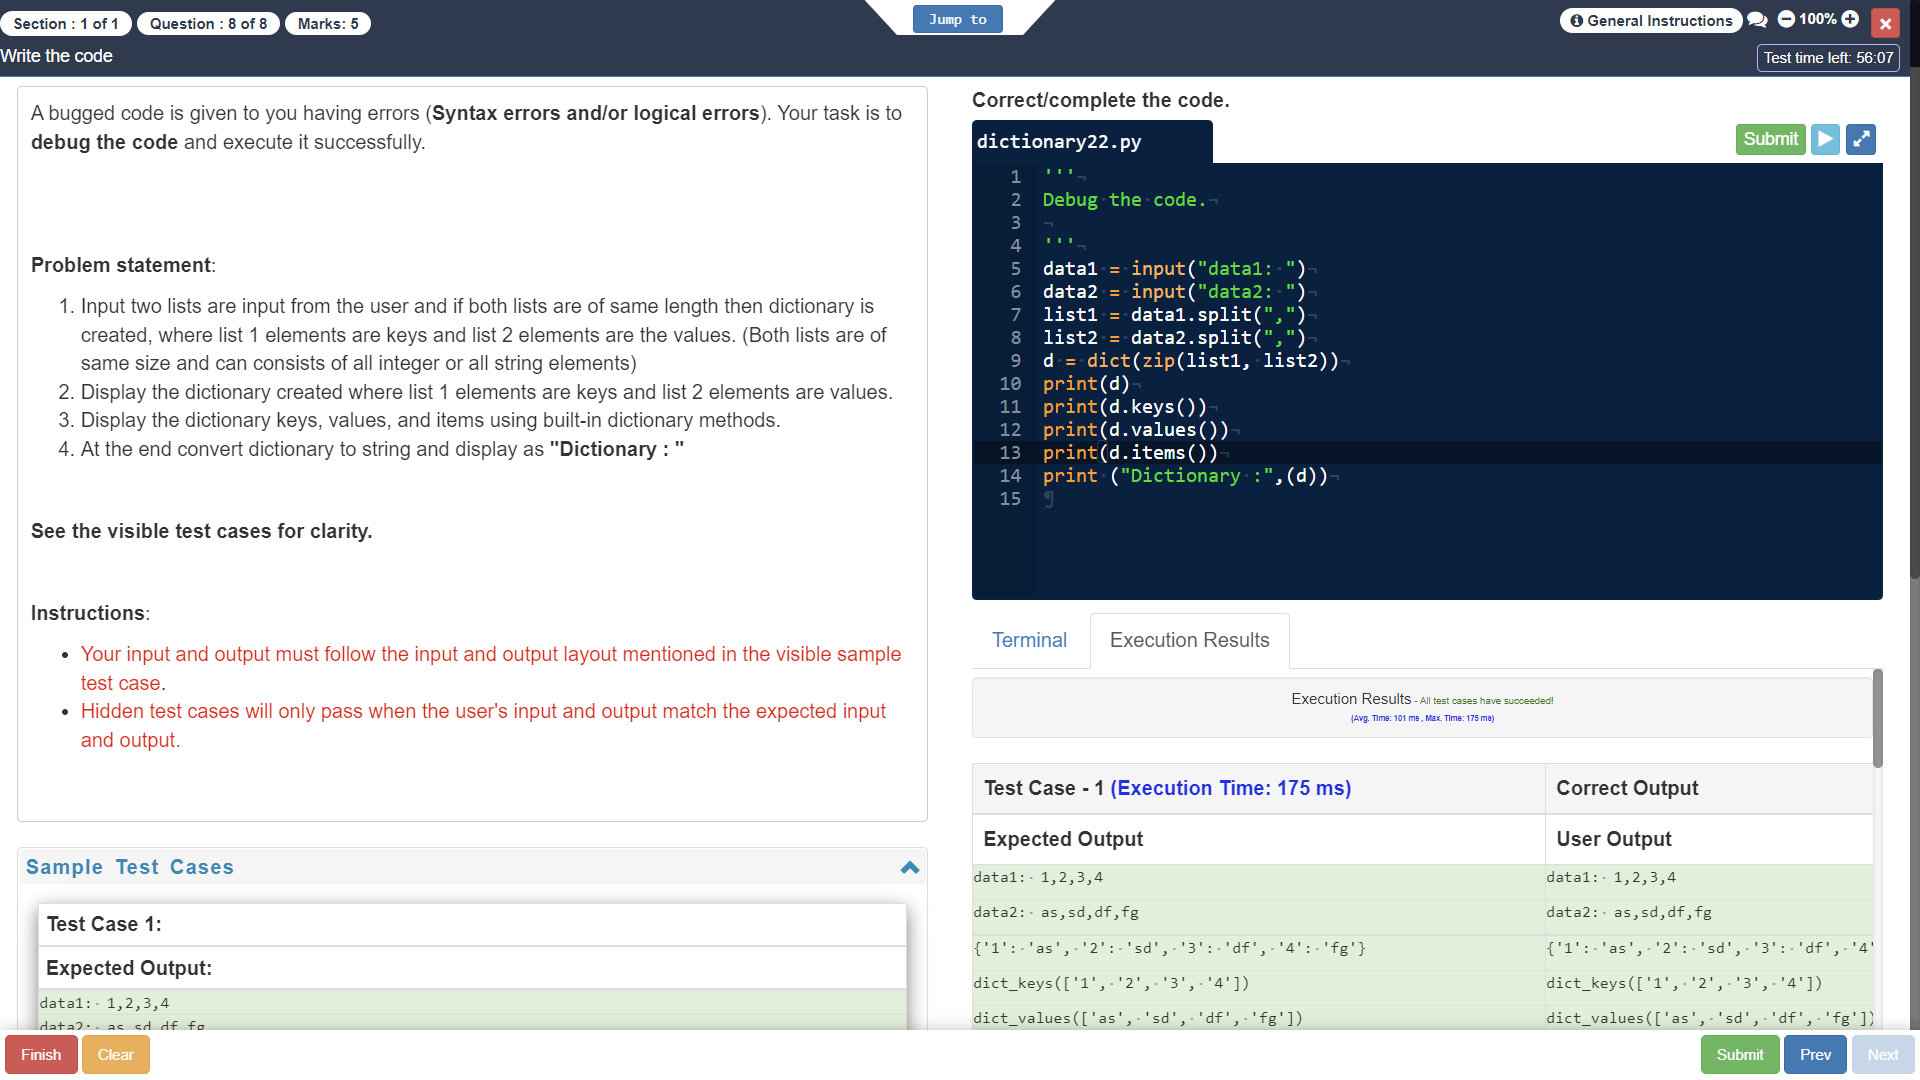 Section : 1 of 1 Question : 8 of 8 Marks: 5
Jump to
General Instructions 100%
Write the code
Test time left: 56:07
A bugged code is given to you having errors (Syntax errors and/or logical errors). Your task is to
debug the code and execute it successfully.
Problem statement:
1. Input two lists are input from the user and if both lists are of same length then dictionary is
created, where list 1 elements are keys and list 2 elements are the values. (Both lists are of
same size and can consists of all integer or all string elements)
2. Display the dictionary created where list 1 elements are keys and list 2 elements are values.
3. Display the dictionary keys, values, and items using built-in dictionary methods.
4. At the end convert dictionary to string and display as "Dictionary : "
See the visible test cases for clarity.
Instructions:
• Your input and output must follow the input and output layout mentioned in the visible sample
test case.
• Hidden test cases will only pass when the user's input and output match the expected input
and output.
Sample Test Cases
Test Case 1:
Expected Output:
data1:· 1,2,3,4
data2:· as,sd,df,fg
Correct/complete the code.
dictionary22.py
Submit
1 '''¬
2 Debug·the·code.¬
3 ¬
4 '''¬
5 data1·=·input("data1:·")¬
6 data2·=·input("data2:·")¬
7 list1·=·data1.split(",")¬
8 list2·=·data2.split(",")¬
9 d·=·dict(zip(list1,·list2))¬
10 print(d)¬
11 print(d.keys())¬
12 print(d.values())¬
13 print(d.items())¬
14 print·("Dictionary·:",(d))¬
15 ¶
Terminal Execution Results
Execution Results - All test cases have succeeded!
(Avg. Time: 101 ms , Max. Time: 175 ms)
Test Case - 1 (Execution Time: 175 ms) Correct Output
Expected Output User Output
data1:· 1,2,3,4 data1:· 1,2,3,4
data2:· as,sd,df,fg data2:· as,sd,df,fg
{'1':·'as',·'2':·'sd',·'3':·'df',·'4':·'fg'} {'1':·'as',·'2':·'sd',·'3':·'df',·'4'
dict_keys(['1',·'2',·'3',·'4']) dict_keys(['1',·'2',·'3',·'4'])
dict_values(['as',·'sd',·'df',·'fg']) dict_values(['as',·'sd',·'df',·'fg'])
Finish Clear Submit Prev Next